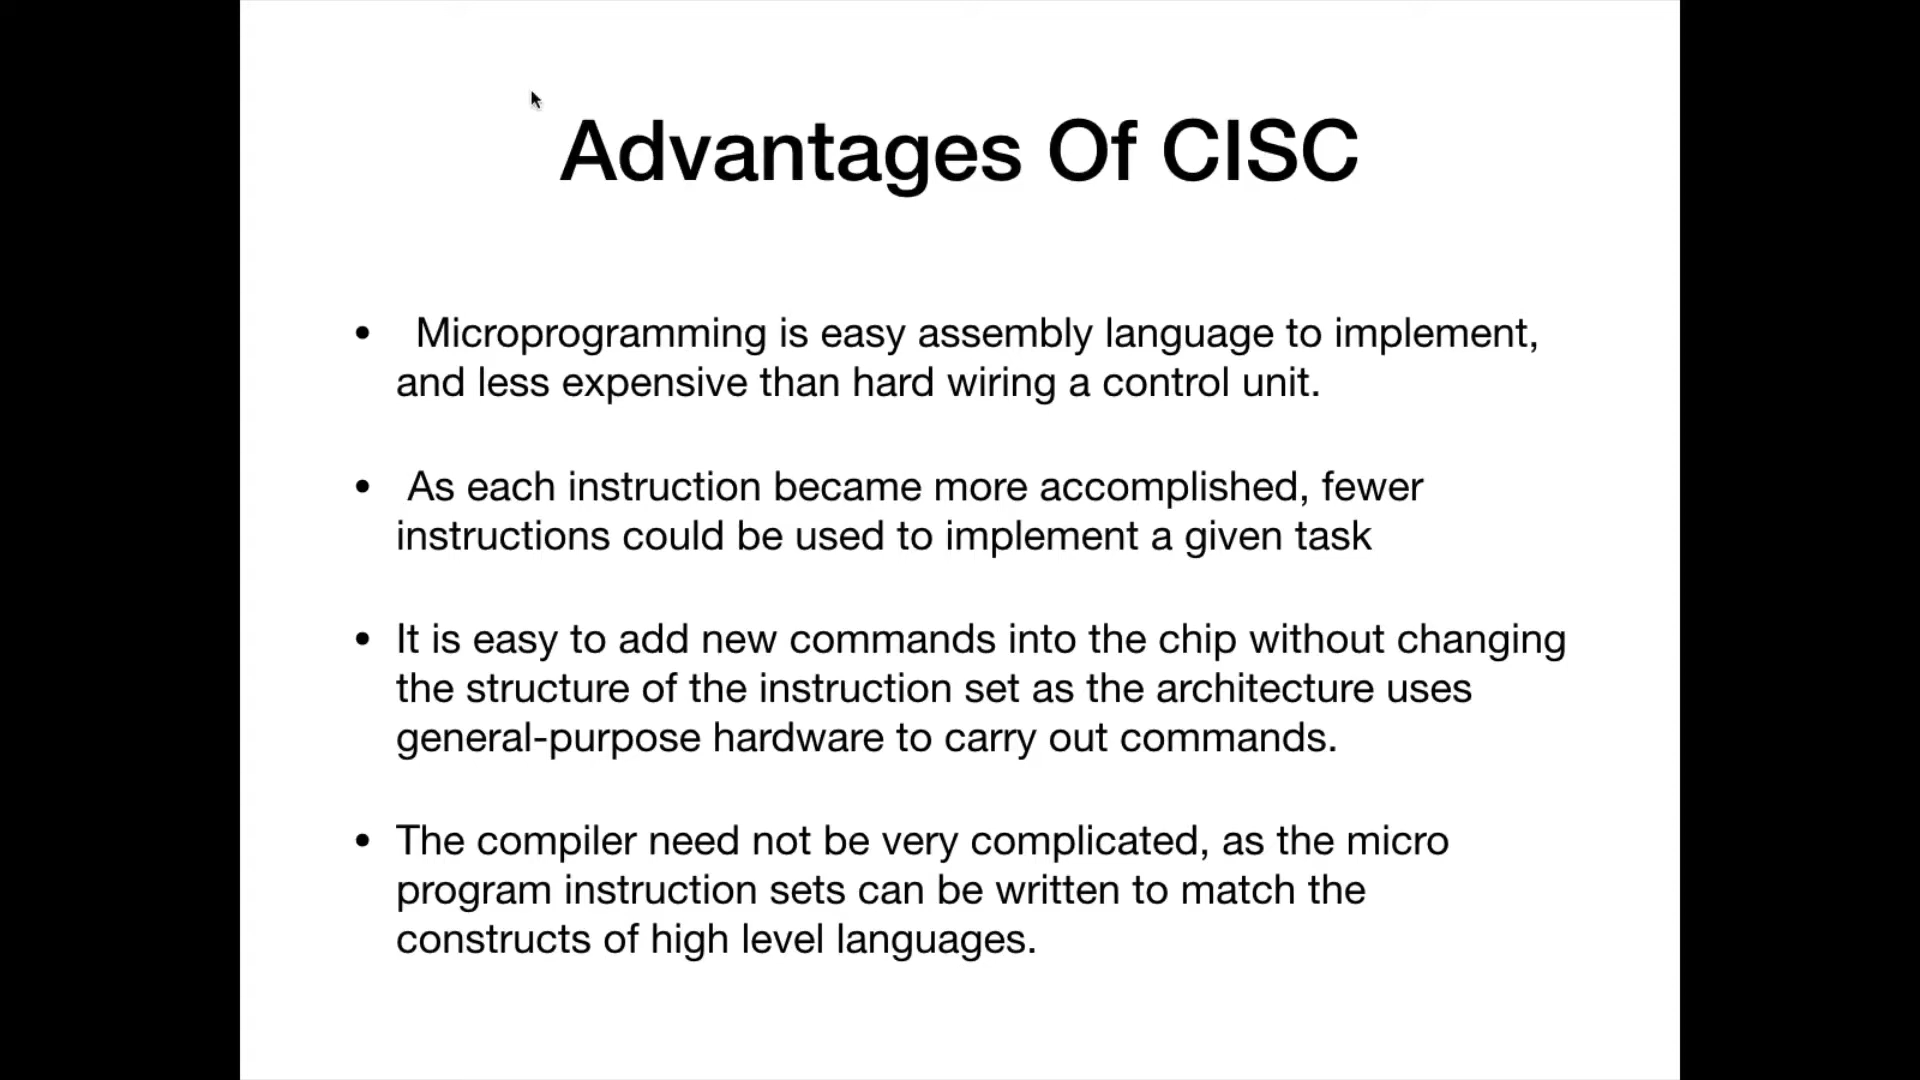 Advantages Of CISC
• Microprogramming is easy assembly language to implement,
and less expensive than hard wiring a control unit.
• As each instruction became more accomplished, fewer
instructions could be used to implement a given task
• It is easy to add new commands into the chip without changing
the structure of the instruction set as the architecture uses
general-purpose hardware to carry out commands.
• The compiler need not be very complicated, as the micro
program instruction sets can be written to match the
constructs of high level languages.